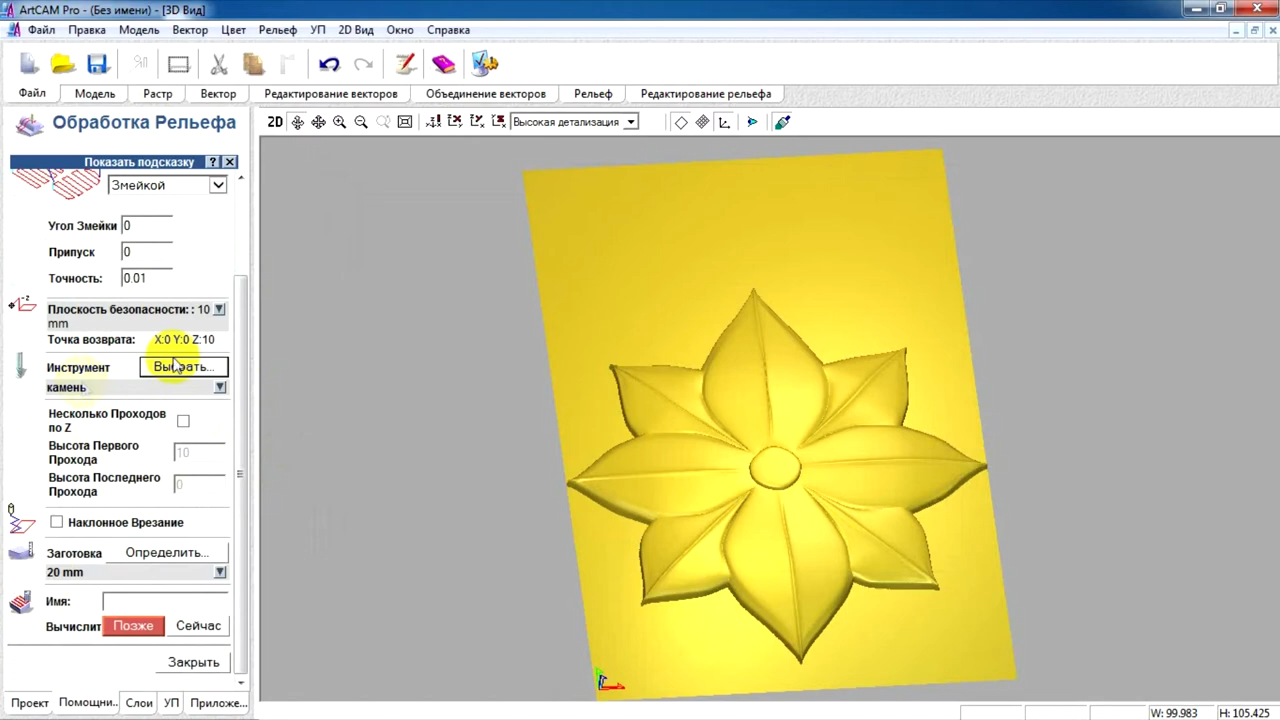 ArtCAM Pro - (Без имени) - [3D Вид]
Файл Правка Модель Вектор Цвет Рельеф УП 2D Вид Окно Справка
Файл Модель Растр Вектор Редактирование векторов Объединение векторов Рельеф Редактирование рельефа
Обработка Рельефа
2D Высокая детализация
Показать подсказку ?
Змейкой
Угол Змейки 0
Припуск 0
Точность: 0.01
Плоскость безопасности: : 10
mm
Точка возврата: X:0 Y:0 Z:10
Инструмент Выбрать...
камень
Несколько Проходов
по Z
Высота Первого
Прохода 10
Высота Последнего
Прохода 0
Наклонное Врезание
Заготовка Определить...
20 mm
Имя:
Вычислит Позже Сейчас
Закрыть
Проект Помощни... Слои УП Приложе...
W: 99.983 H: 105.425